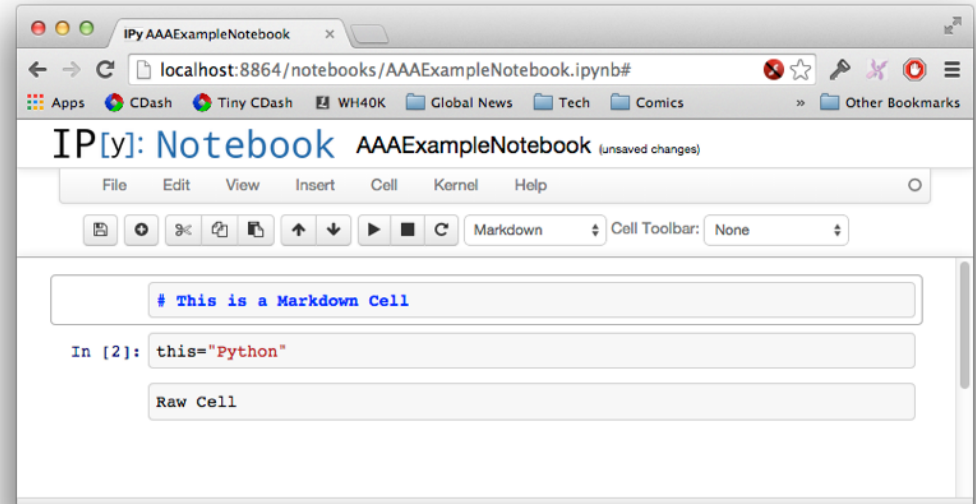 IPy AAAExampleNotebook ×
localhost:8864/notebooks/AAAExampleNotebook.ipynb#
Apps CDash Tiny CDash WH40K Global News Tech Comics » Other Bookmarks
IP[y]: Notebook AAAExampleNotebook (unsaved changes)
File Edit View Insert Cell Kernel Help
Markdown Cell Toolbar: None
# This is a Markdown Cell
In [2]: this="Python"
Raw Cell